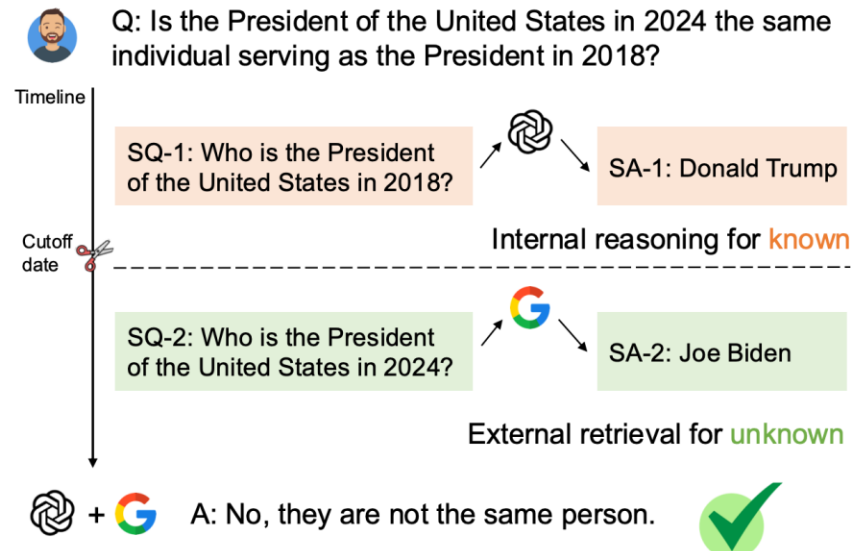 Q: Is the President of the United States in 2024 the same
individual serving as the President in 2018?
Timeline
SQ-1: Who is the President
of the United States in 2018?
SA-1: Donald Trump
Internal reasoning for known
Cutoff
date
SQ-2: Who is the President
of the United States in 2024?
SA-2: Joe Biden
External retrieval for unknown
+
A: No, they are not the same person.